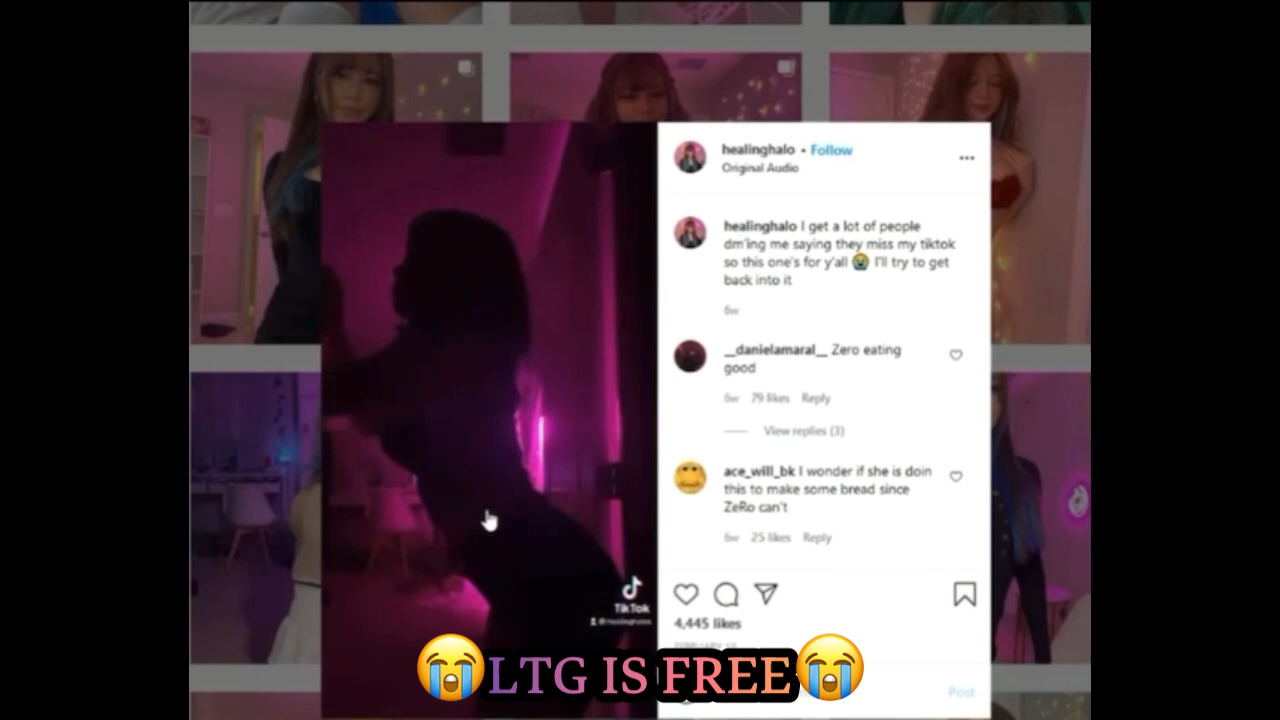 healinghalo • Follow
Original Audio
healinghalo I get a lot of people
dm'ing me saying they miss my tiktok
so this one's for y'all 😭 I'll try to get
back into it
6w
__danielamaral__ Zero eating
good
6w 79 likes Reply
View replies (3)
ace_will_bk I wonder if she is doin
this to make some bread since
ZeRo can't
6w 25 likes Reply
TikTok
4,445 likes
😭LTG IS FREE😭
Post